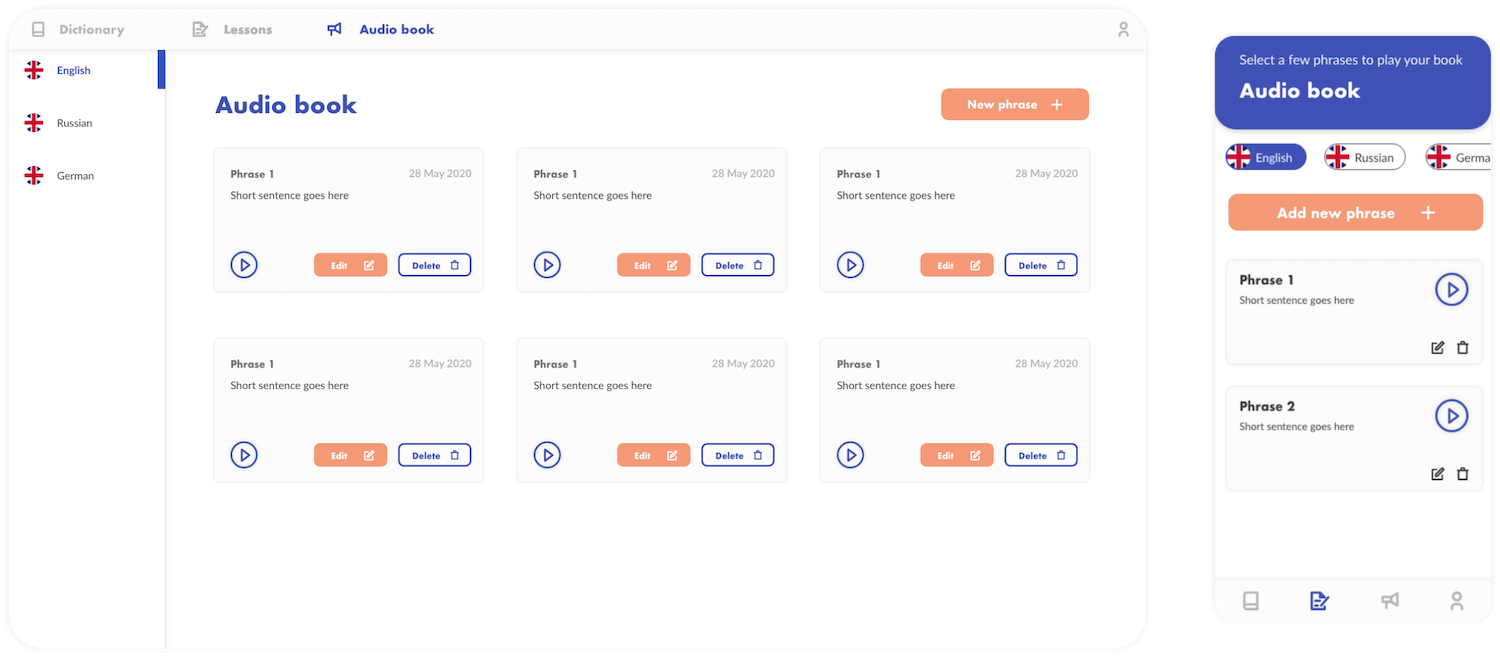 Dictionary
Lessons
Audio book
English
Russian
German
Audio book
New phrase
Phrase 1
28 May 2020
Short sentence goes here
Edit
Delete
Phrase 1
28 May 2020
Short sentence goes here
Edit
Delete
Phrase 1
28 May 2020
Short sentence goes here
Edit
Delete
Phrase 1
28 May 2020
Short sentence goes here
Edit
Delete
Phrase 1
28 May 2020
Short sentence goes here
Edit
Delete
Phrase 1
28 May 2020
Short sentence goes here
Edit
Delete
Select a few phrases to play your book
Audio book
English
Russian
Germa
Add new phrase
Phrase 1
Short sentence goes here
Phrase 2
Short sentence goes here